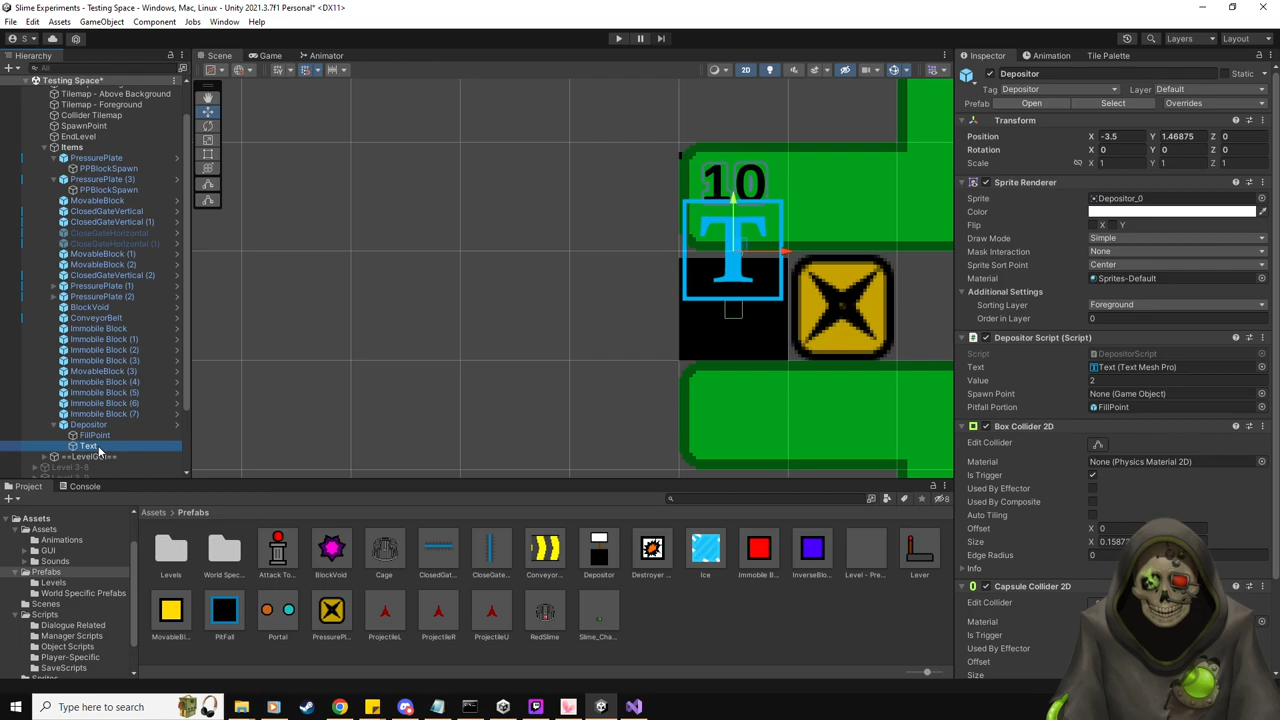 Slime Experiments - Testing Space - Windows, Mac, Linux - Unity 2021.3.7f1 Personal* <DX11>
File Edit Assets GameObject Component Jobs Window Help
S
Layers Layout
Hierarchy
All
Testing Space*
Tilemap - Above Background
Tilemap - Foreground
Collider Tilemap
SpawnPoint
EndLevel
Items
PressurePlate
PPBlockSpawn
PressurePlate (3)
PPBlockSpawn
MovableBlock
ClosedGateVertical
ClosedGateVertical (1)
CloseGateHorizontal
CloseGateHorizontal (1)
MovableBlock (1)
MovableBlock (2)
ClosedGateVertical (2)
PressurePlate (1)
PressurePlate (2)
BlockVoid
ConveyorBelt
Immobile Block
Immobile Block (1)
Immobile Block (2)
Immobile Block (3)
MovableBlock (3)
Immobile Block (4)
Immobile Block (5)
Immobile Block (6)
Immobile Block (7)
Depositor
FillPoint
Text
Level 3-8
Scene Game Animator
2D
10
T
Inspector Animation Tile Palette
Depositor Static
Tag Depositor Layer Default
Prefab Open Select Overrides
Transform
Position X -3.5 Y 1.46875 Z 0
Rotation X 0 Y 0 Z 0
Scale X 1 Y 1 Z 1
Sprite Renderer
Sprite Depositor_0
Color
Flip X Y
Draw Mode Simple
Mask Interaction None
Sprite Sort Point Center
Material Sprites-Default
Additional Settings
Sorting Layer Foreground
Order in Layer 0
Depositor Script (Script)
Script DepositorScript
Text Text (Text Mesh Pro)
Value 2
Spawn Point None (Game Object)
Pitfall Portion FillPoint
Box Collider 2D
Edit Collider
Material None (Physics Material 2D)
Is Trigger
Used By Effector
Used By Composite
Auto Tiling
Offset X 0
Size X
Edge Radius 0
Info
Capsule Collider 2D
Edit Collider
Material
Is Trigger
Used By Effector
Offset
Size
Project Console
8
Assets
Assets
Animations
GUI
Sounds
Prefabs
Levels
World Specific Prefabs
Scenes
Scripts
Dialogue Related
Manager Scripts
Object Scripts
Player-Specific
SaveScripts
Assets > Prefabs
Levels World Spec... Attack To... BlockVoid Cage ClosedGat... CloseGate... Conveyor... Depositor Destroyer ... Ice Immobile B... InverseBlo... Level - Pre... Lever
MovableBl... PitFall Portal PressurePl... ProjectileL ProjectileR ProjectileU RedSlime Slime_Cha...
Type here to search